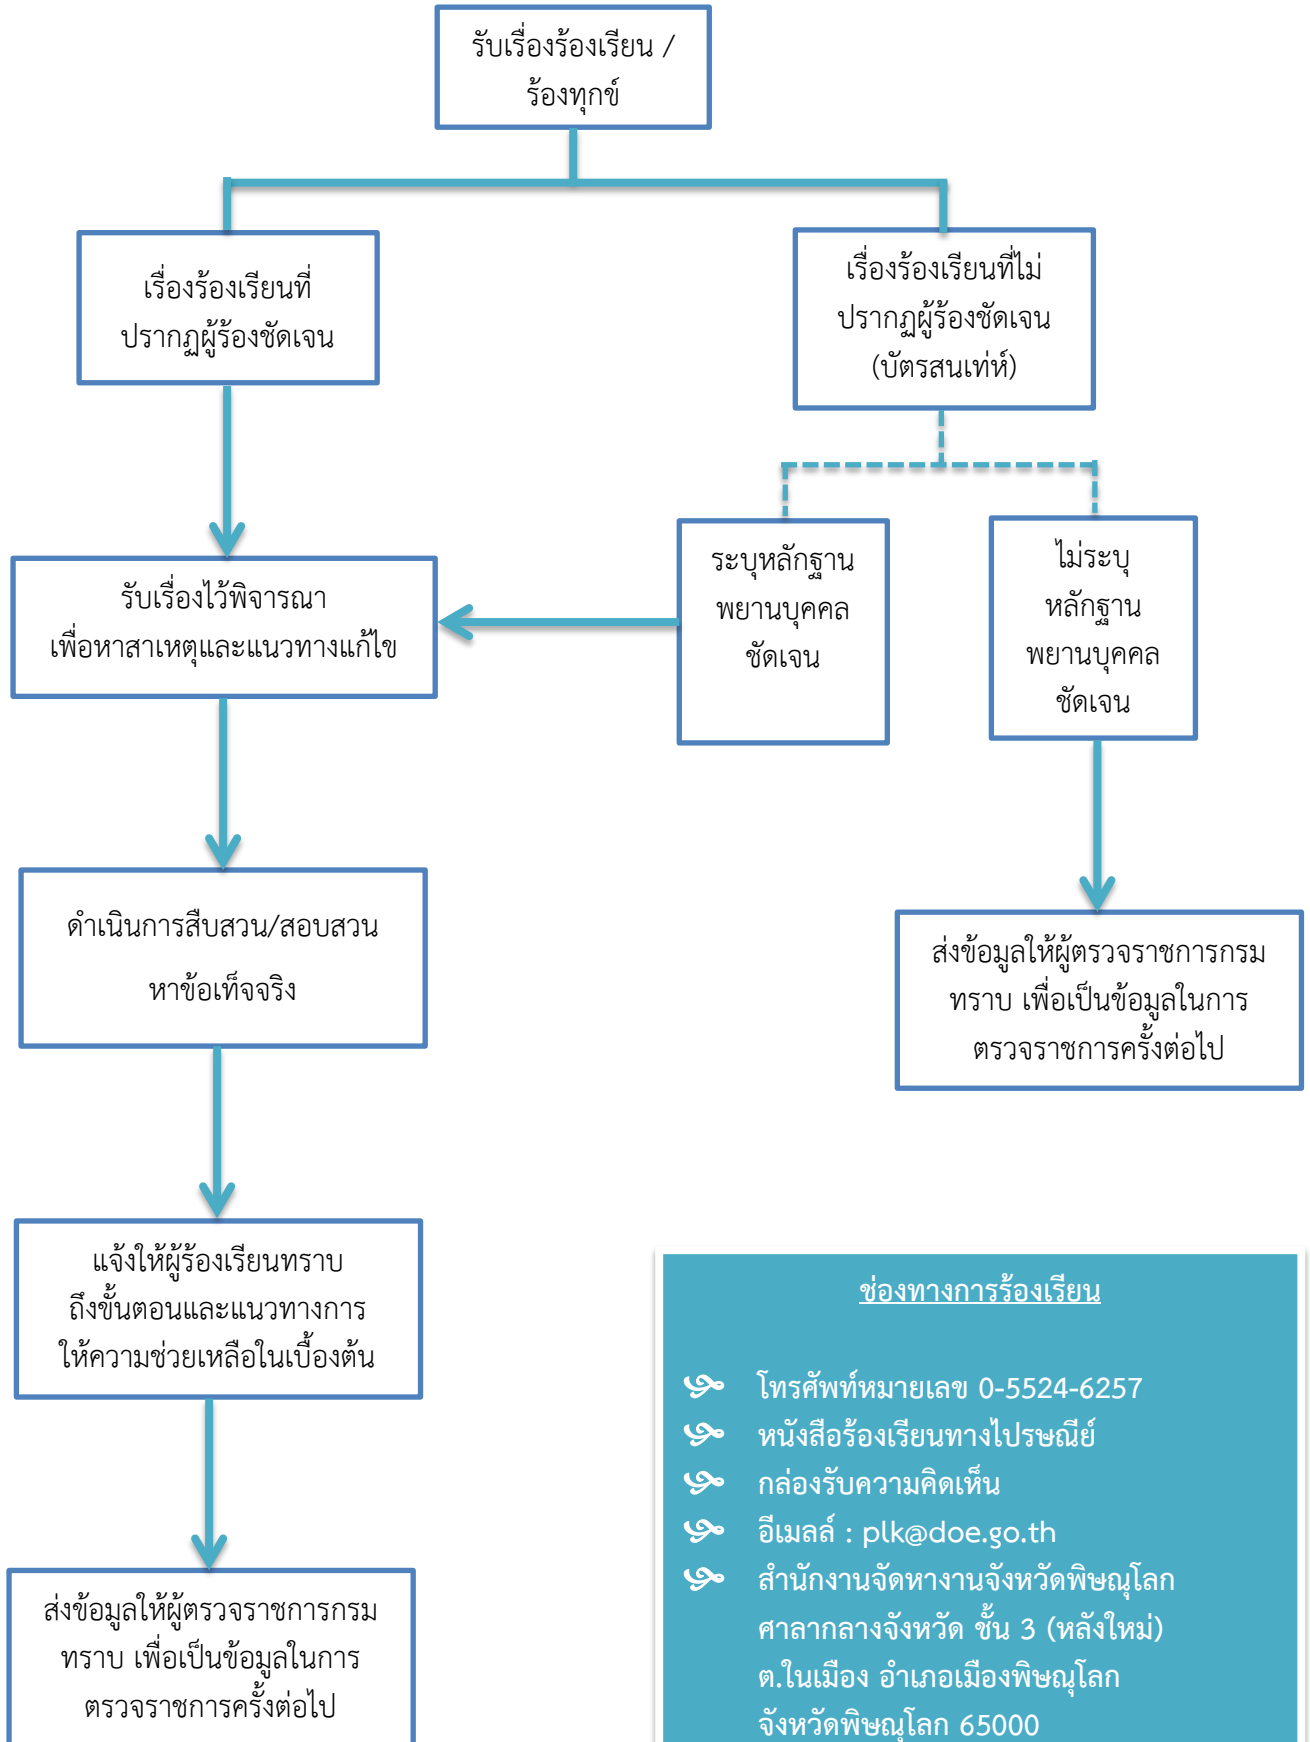 รับเรื่องร้องเรียน /
ร้องทุกข์
เรื่องร้องเรียนที่
ปรากฏผู้ร้องชัดเจน
เรื่องร้องเรียนที่ไม่
ปรากฏผู้ร้องชัดเจน
(บัตรสนเท่ห์)
ระบุหลักฐาน
พยานบุคคล
ชัดเจน
ไม่ระบุ
หลักฐาน
พยานบุคคล
ชัดเจน
รับเรื่องไว้พิจารณา
เพื่อหาสาเหตุและแนวทางแก้ไข
ดำเนินการสืบสวน/สอบสวน
หาข้อเท็จจริง
ส่งข้อมูลให้ผู้ตรวจราชการกรม
ทราบ เพื่อเป็นข้อมูลในการ
ตรวจราชการครั้งต่อไป
แจ้งให้ผู้ร้องเรียนทราบ
ถึงขั้นตอนและแนวทางการ
ให้ความช่วยเหลือในเบื้องต้น
ส่งข้อมูลให้ผู้ตรวจราชการกรม
ทราบ เพื่อเป็นข้อมูลในการ
ตรวจราชการครั้งต่อไป
ช่องทางการร้องเรียน
โทรศัพท์หมายเลข 0-5524-6257
หนังสือร้องเรียนทางไปรษณีย์
กล่องรับความคิดเห็น
อีเมลล์ : plk@doe.go.th
สำนักงานจัดหางานจังหวัดพิษณุโลก
ศาลากลางจังหวัด ชั้น 3 (หลังใหม่)
ต.ในเมือง อำเภอเมืองพิษณุโลก
จังหวัดพิษณุโลก 65000